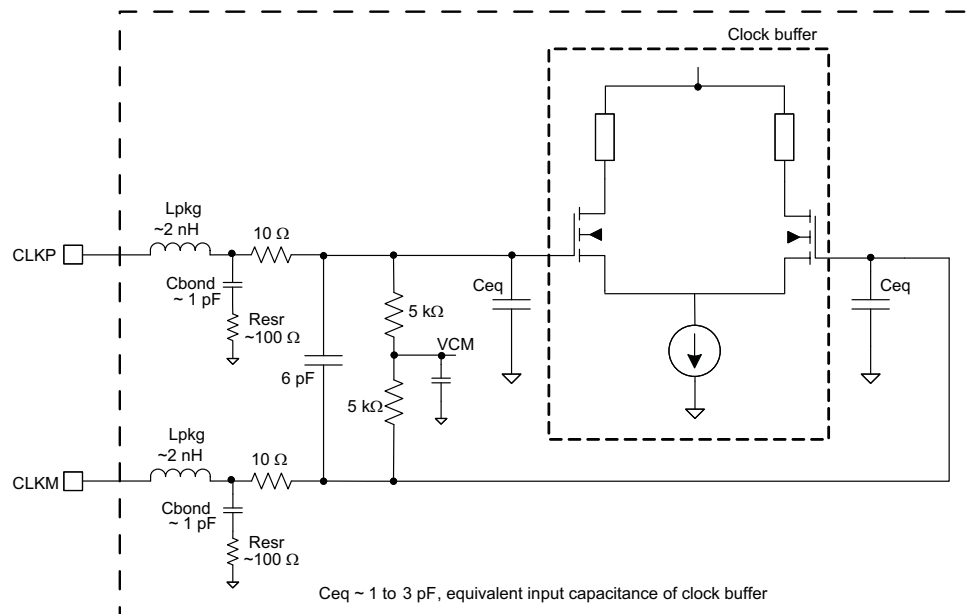 Clock buffer
Lpkg
~2 nH
10 Ω
CLKP
Cbond
~ 1 pF
Resr
~100 Ω
6 pF
5 kΩ
VCM
5 kΩ
Ceq
Ceq
Lpkg
~2 nH
10 Ω
CLKM
Cbond
~ 1 pF
Resr
~100 Ω
Ceq ~ 1 to 3 pF, equivalent input capacitance of clock buffer